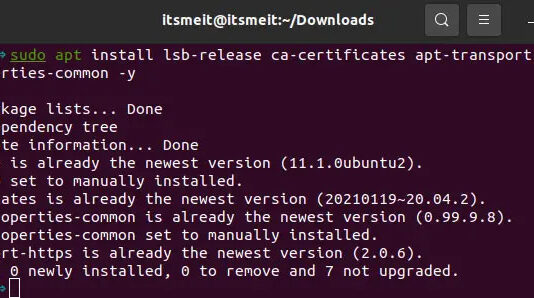 itsmeit@itsmeit:~/Downloads
sudo apt install lsb-release ca-certificates apt-transport
rties-common -y
kage lists... Done
pendency tree
te information... Done
is already the newest version (11.1.0ubuntu2).
set to manually installed.
ates is already the newest version (20210119~20.04.2).
operties-common is already the newest version (0.99.9.8).
operties-common set to manually installed.
rt-https is already the newest version (2.0.6).
0 newly installed, 0 to remove and 7 not upgraded.